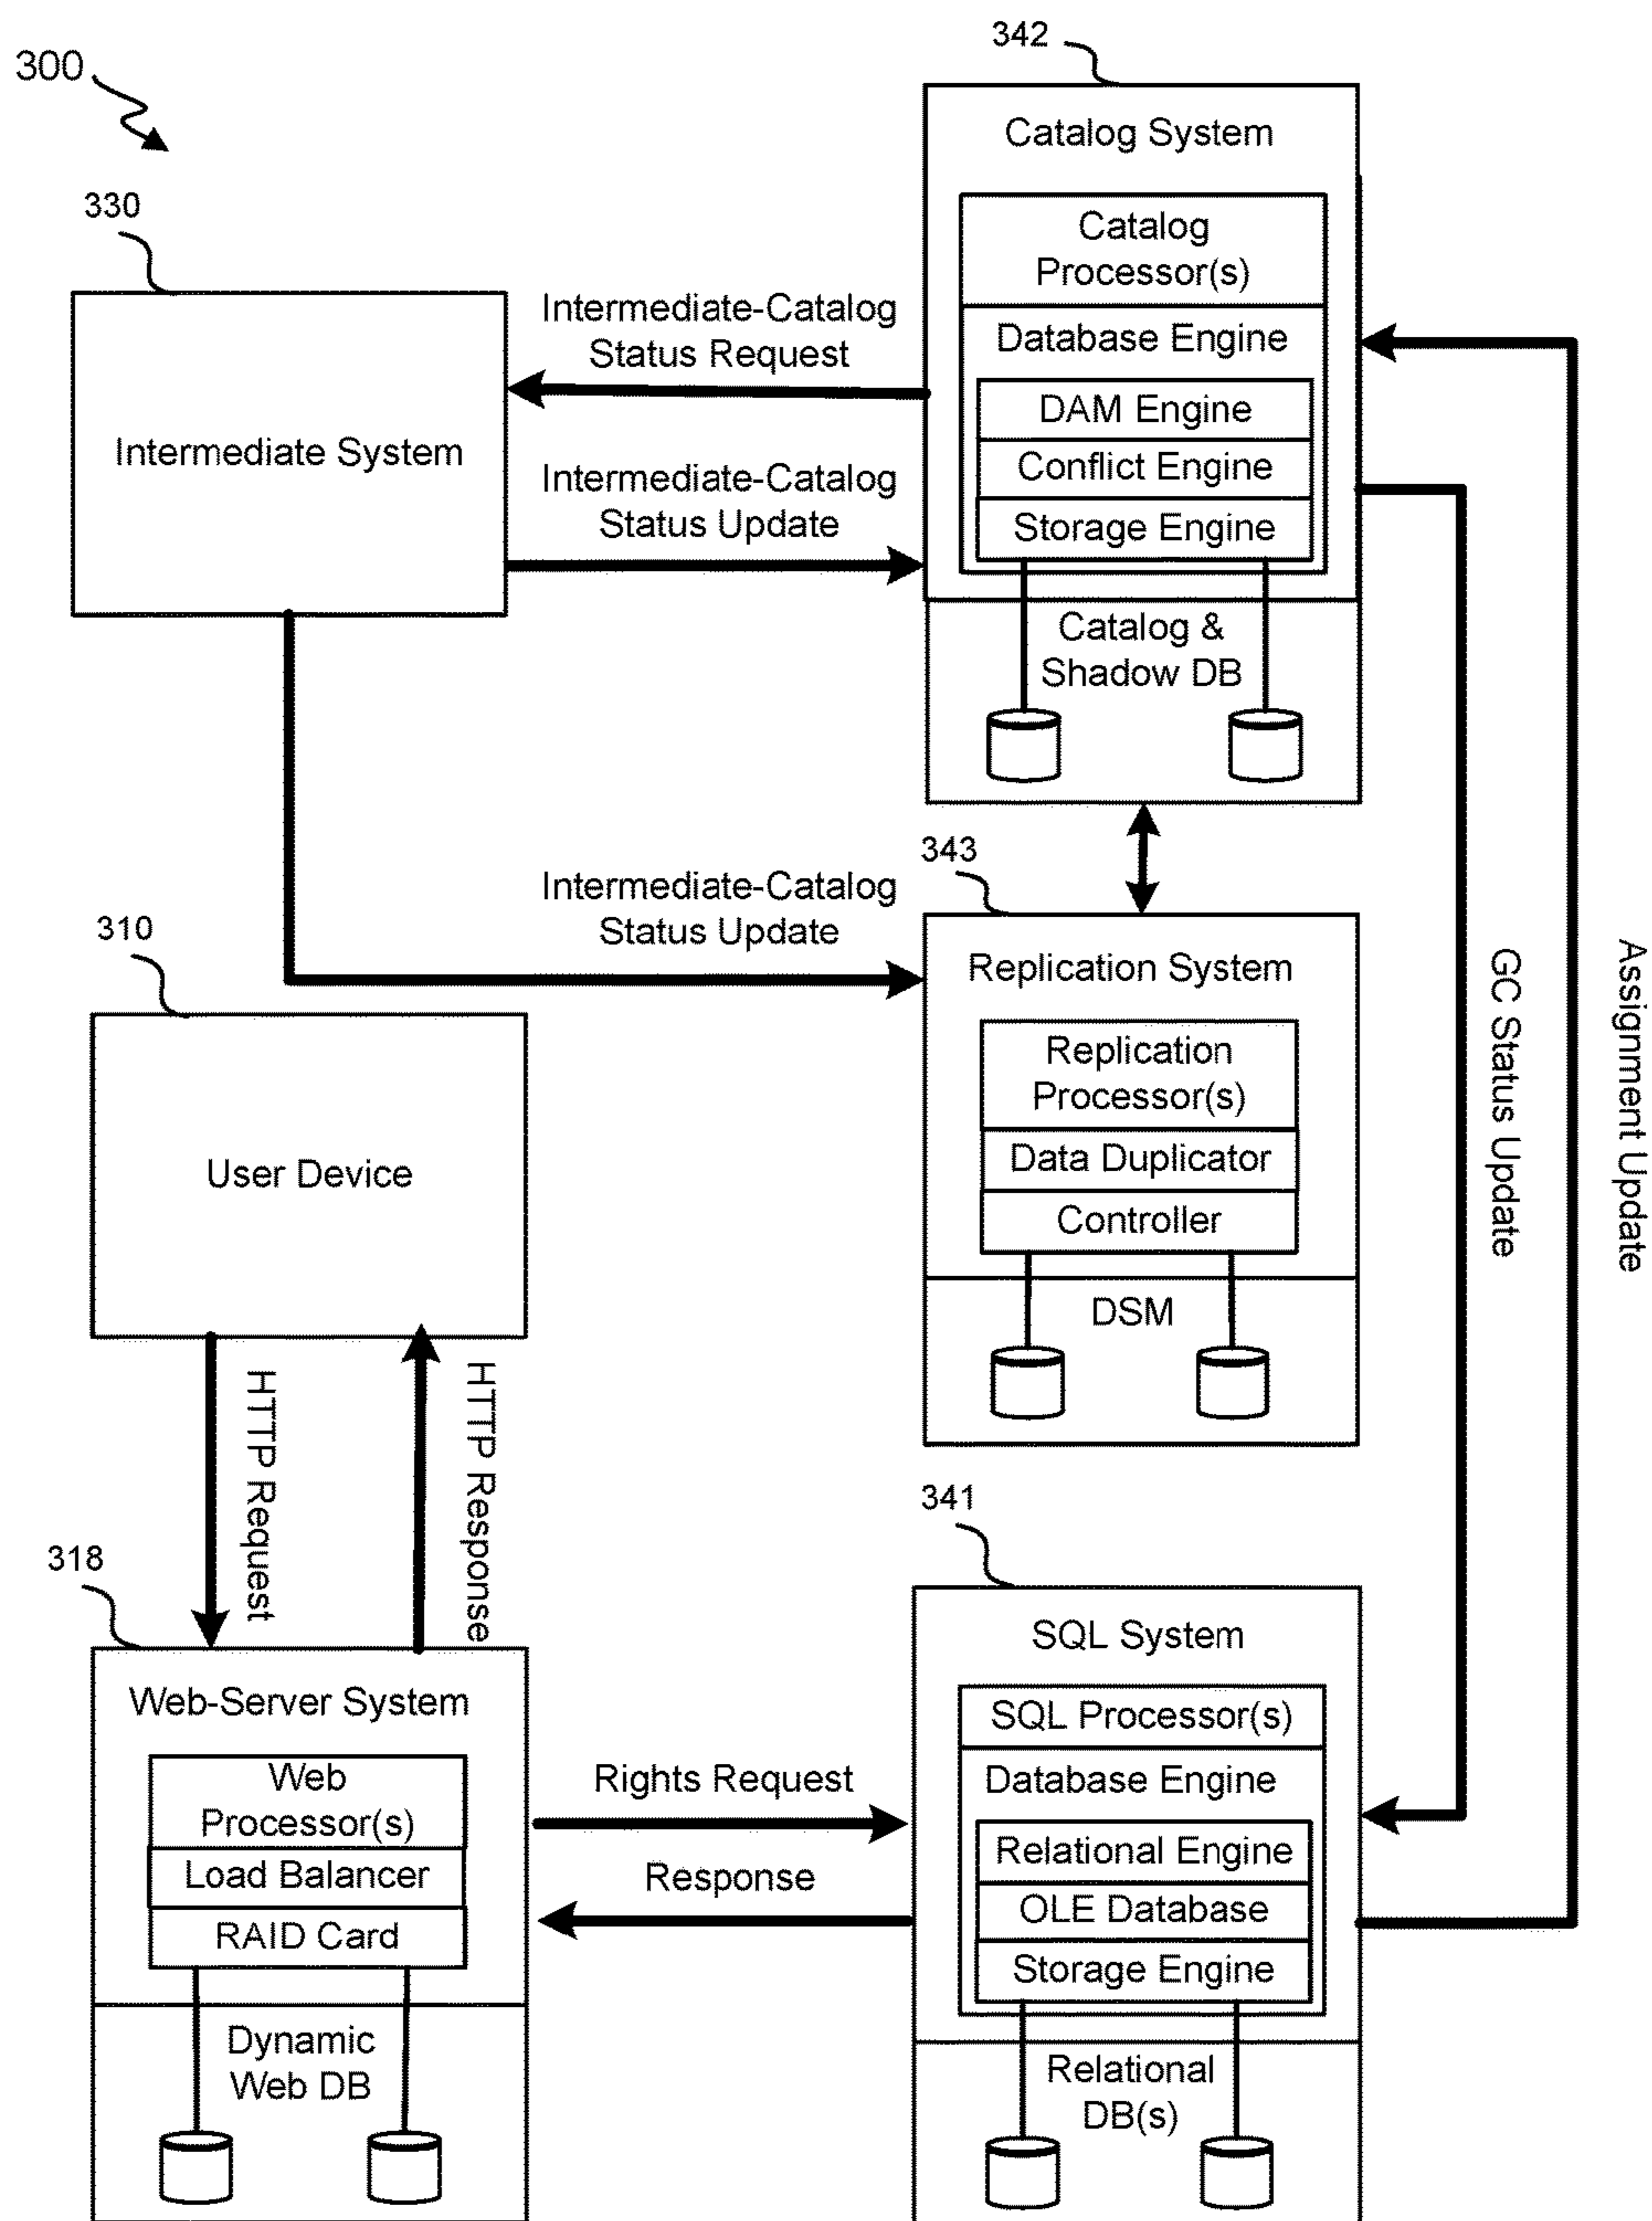 300
342
Catalog System
Catalog
Processor(s)
Database Engine
DAM Engine
Conflict Engine
Storage Engine
Catalog &
Shadow DB
330
Intermediate System
Intermediate-Catalog
Status Request
Intermediate-Catalog
Status Update
Intermediate-Catalog
Status Update
343
Replication System
Replication
Processor(s)
Data Duplicator
Controller
DSM
GC Status Update
Assignment Update
310
User Device
HTTP Request
HTTP Response
318
Web-Server System
Web
Processor(s)
Load Balancer
RAID Card
Dynamic
Web DB
Rights Request
Response
341
SQL System
SQL Processor(s)
Database Engine
Relational Engine
OLE Database
Storage Engine
Relational
DB(s)